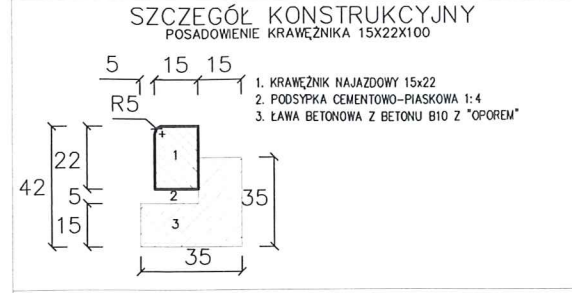 SZCZEGÓŁ KONSTRUKCYJNY
POSADOWIENIE KRAWĘŻNIKA 15X22X100
5 15 15
1. KRAWĘŻNIK NAJAZDOWY 15x22
2. PODSYPKA CEMENTOWO-PIASKOWA 1:4
3. ŁAWA BETONOWA Z BETONU B10 Z "OPOREM"
R5
1
22
42
5
2
35
15
3
35